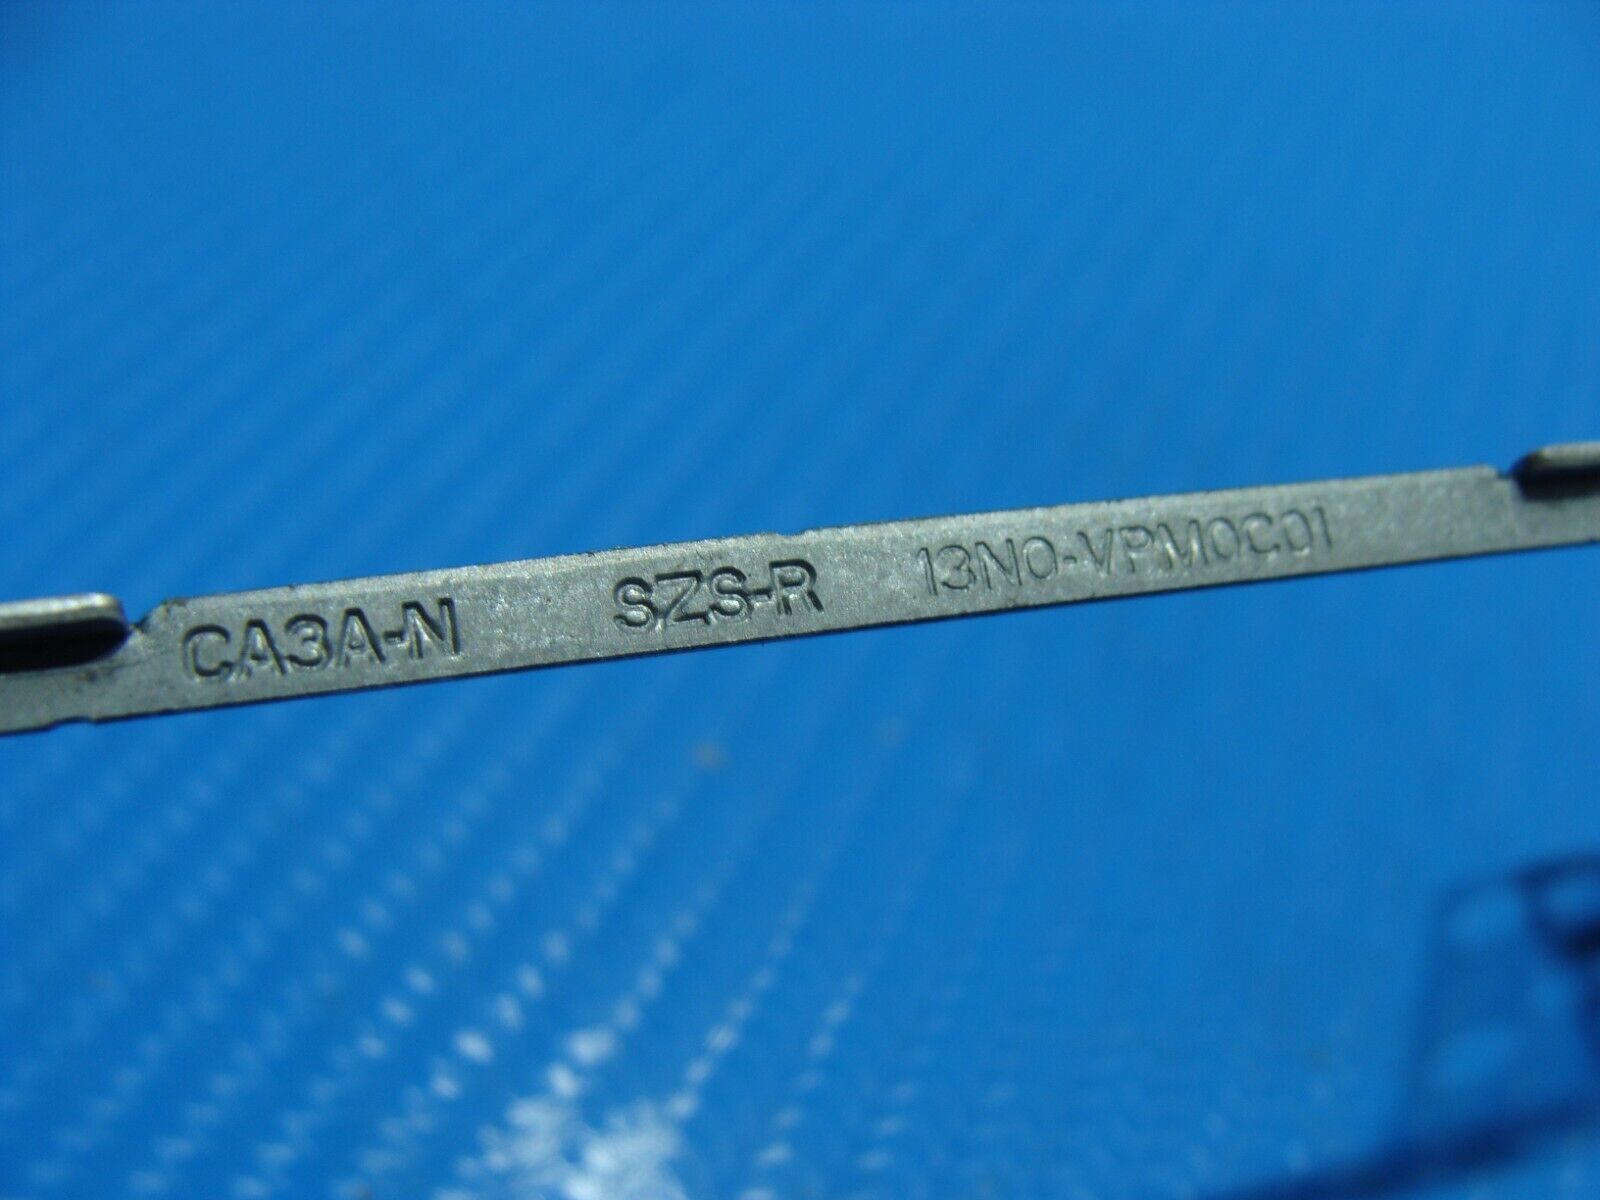 CA3A-N SZS-R 13N0-VPM0C01